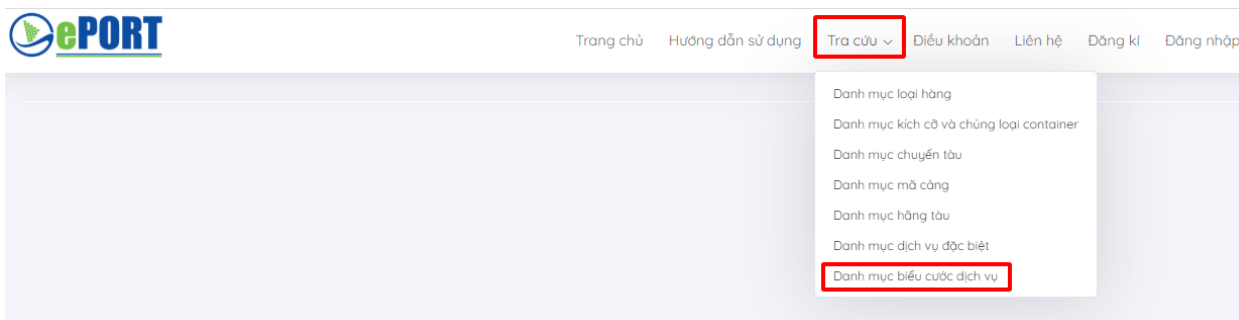 ePORT
Trang chủ Hướng dẫn sử dụng Tra cứu Điều khoản Liên hệ Đăng kí Đăng nhập
Danh mục loại hàng
Danh mục kích cỡ và chủng loại container
Danh mục chuyến tàu
Danh mục mã cảng
Danh mục hãng tàu
Danh mục dịch vụ đặc biệt
Danh mục biểu cước dịch vụ